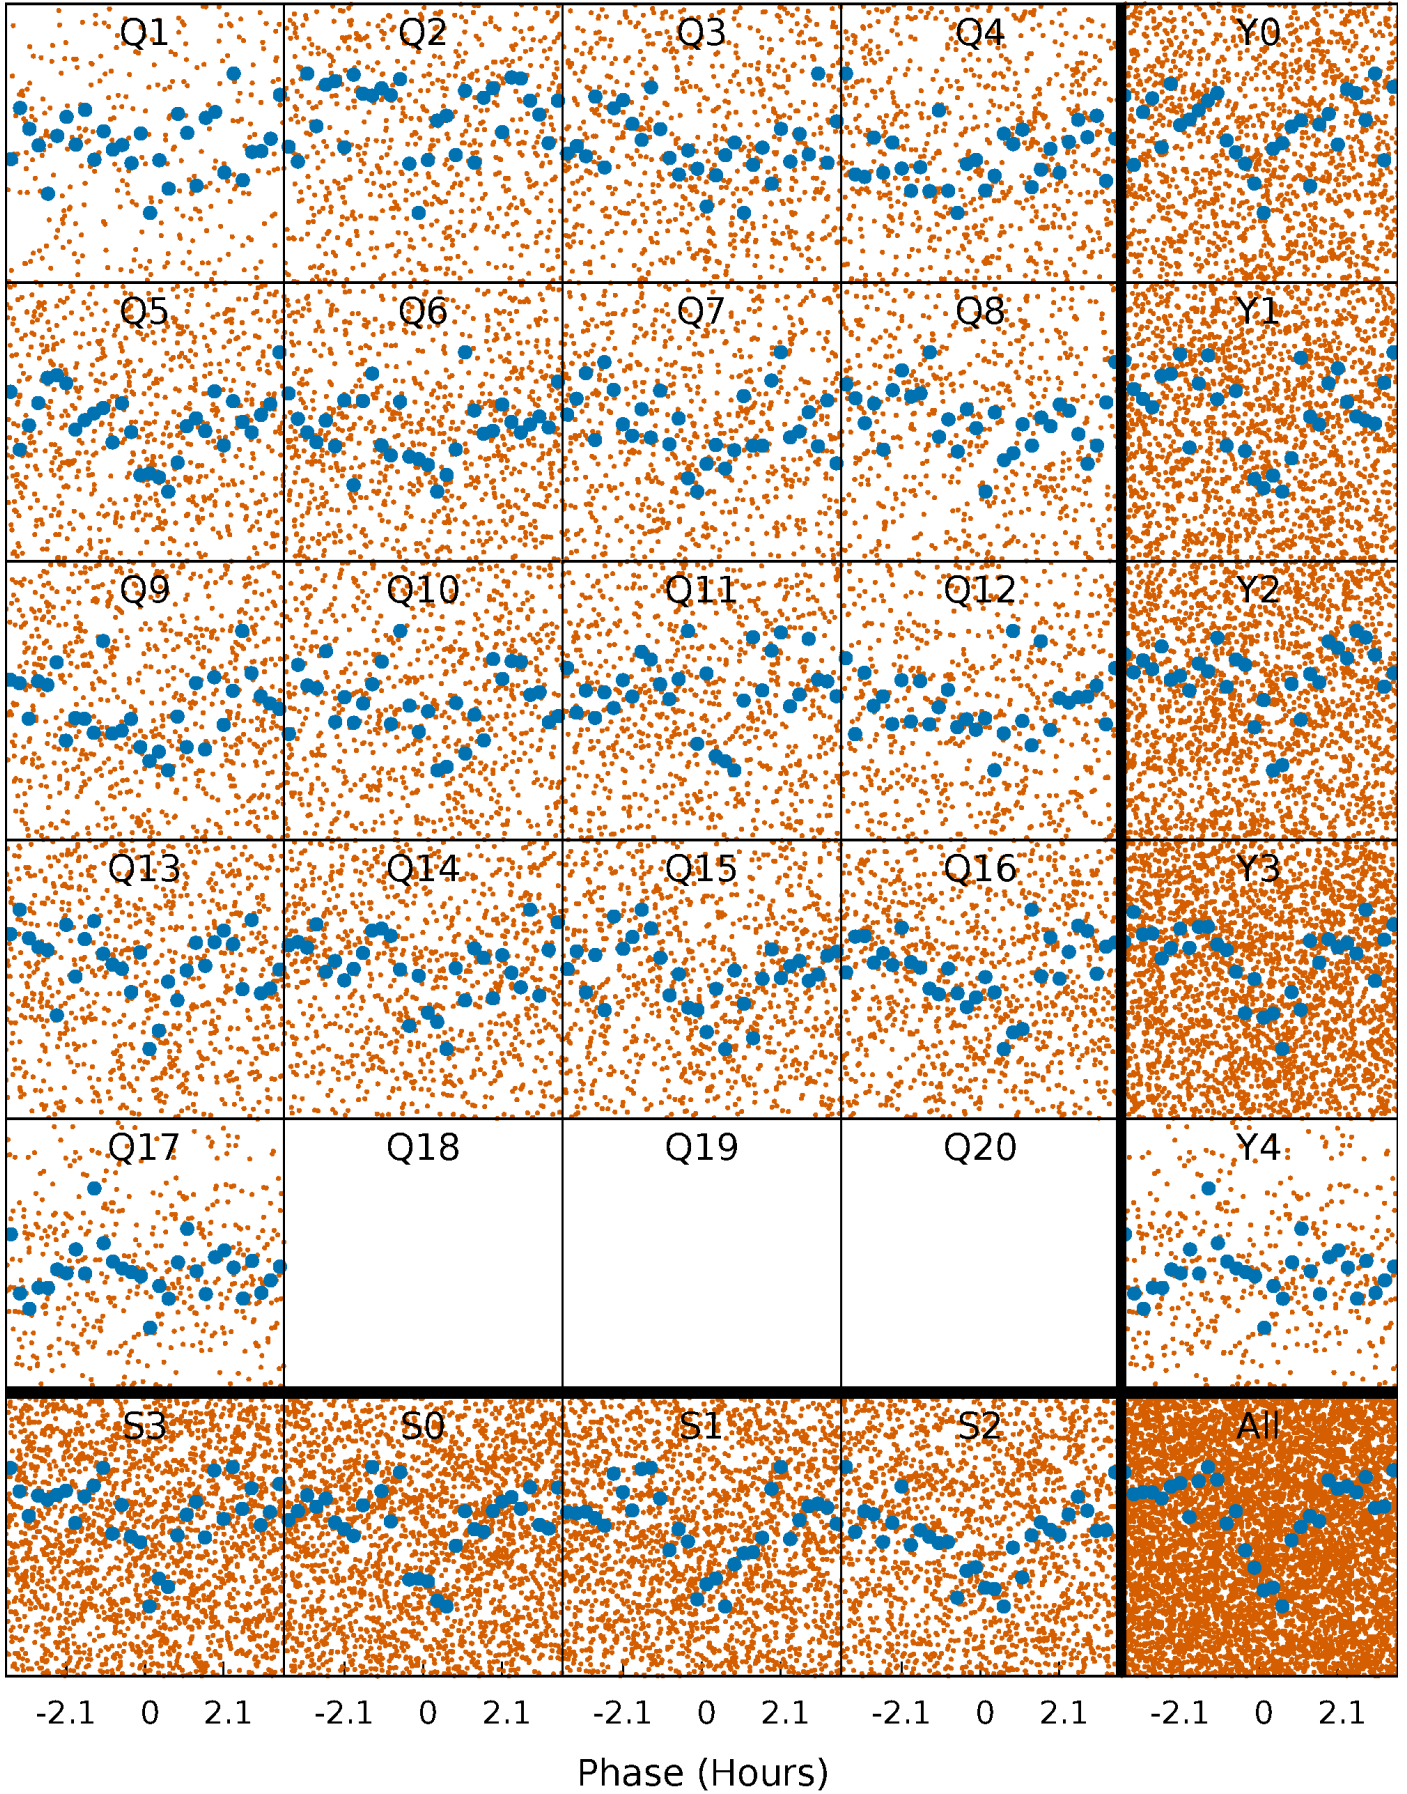 Q1 Q2 Q3 Q4 Y0
Q5 Q6 Q7 Q8 Y1
Q9 Q10 Q11 Q12 Y2
Q13 Q14 Q15 Q16 Y3
Q17 Q18 Q19 Q20 Y4
S3 S0 S1 S2 All
-2.1 0 2.1 -2.1 0 2.1 -2.1 0 2.1 -2.1 0 2.1 -2.1 0 2.1
Phase (Hours)